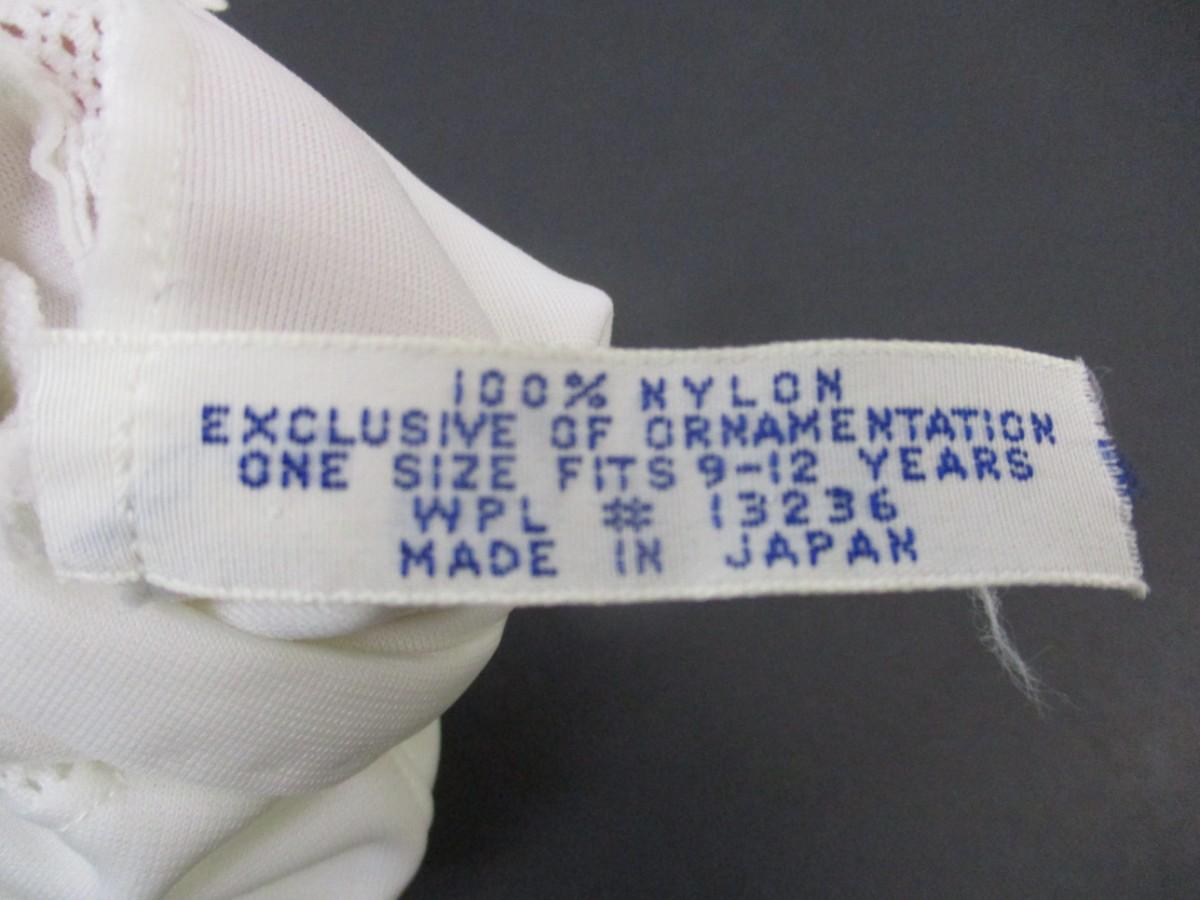 100% NYLON
EXCLUSIVE OF ORNAMENTATION
ONE SIZE FITS 9-12 YEARS
WPL # 13236
MADE IN JAPAN